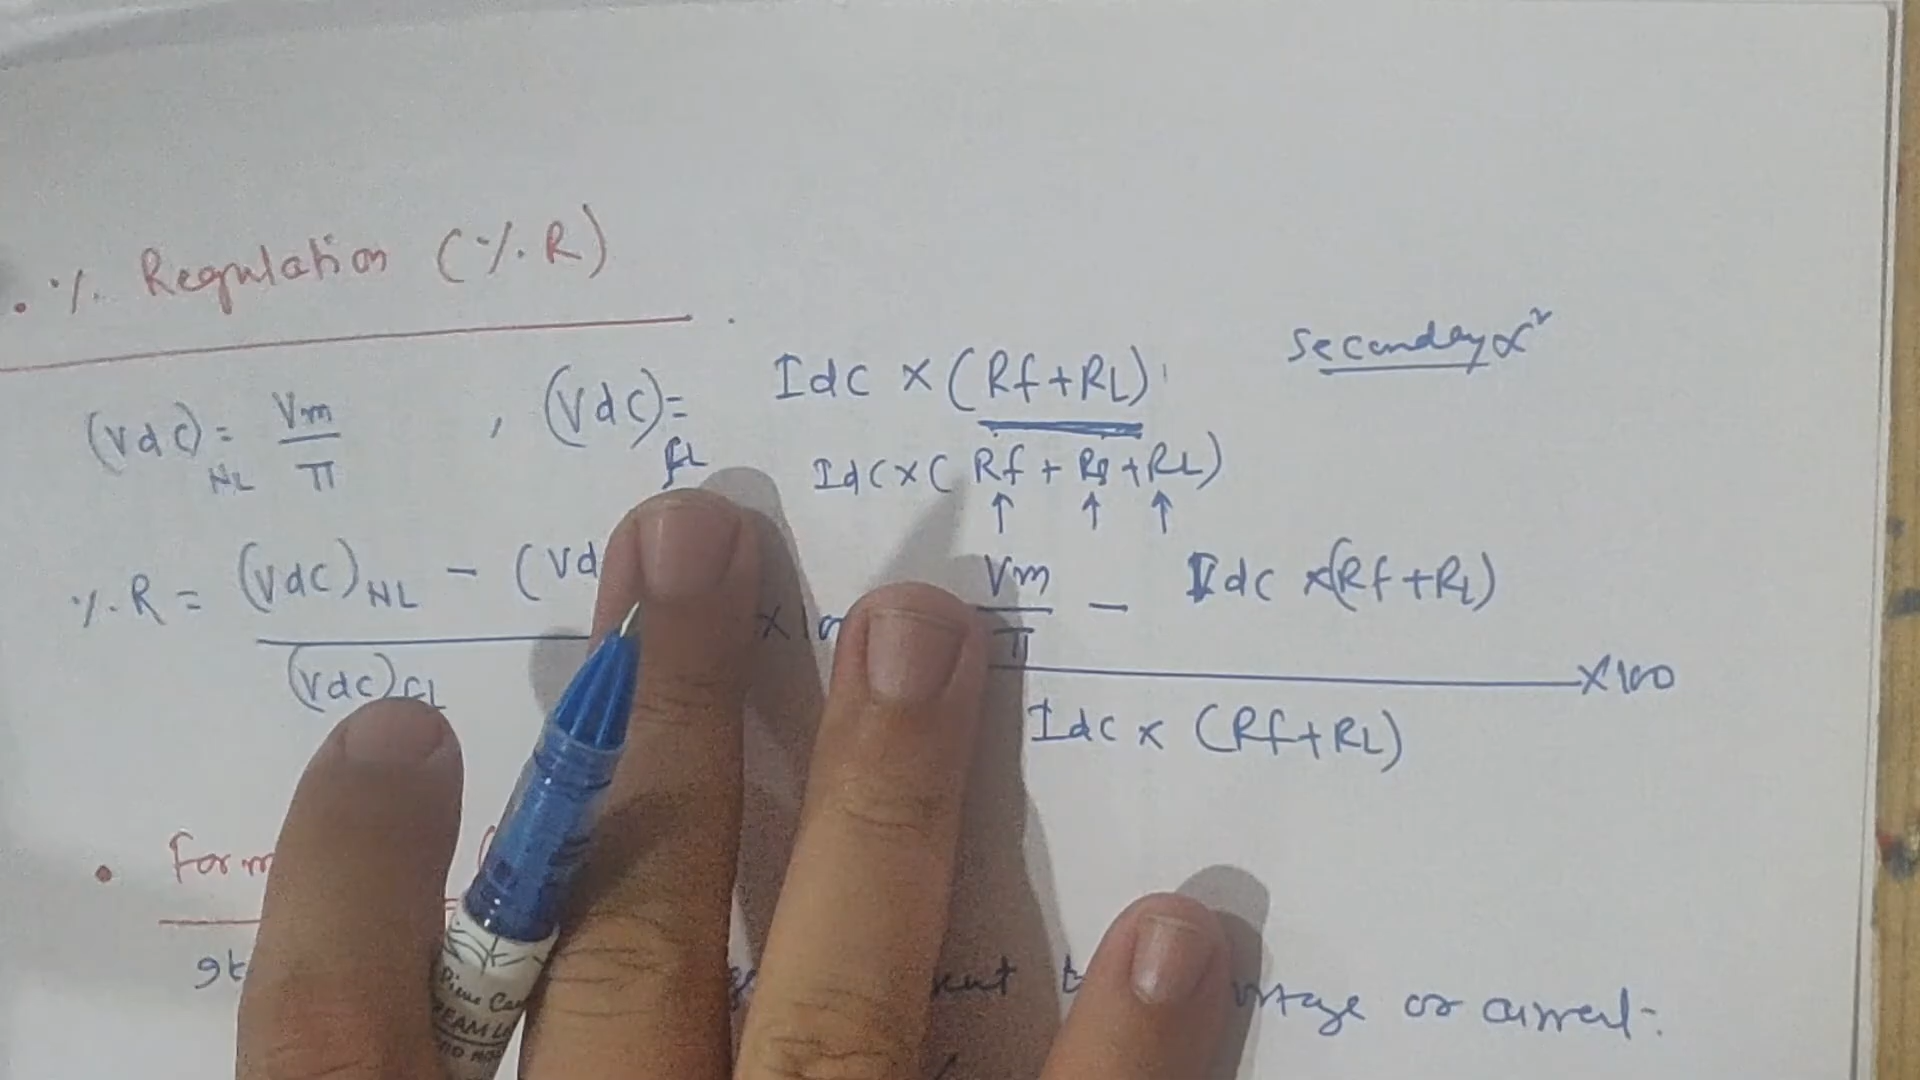 . % Regulation (% R)
(Vdc)NL = Vm/π , (Vdc)fL = Idc × (Rf+RL)
Secondary
Idc × (Rf + Rs + RL)
↑ ↑ ↑
% R = (Vdc)NL - (Vd
(Vdc)FL
Vm/π - Idc × (Rf+RL)
×100
Idc × (Rf+RL)
• Form
or current.